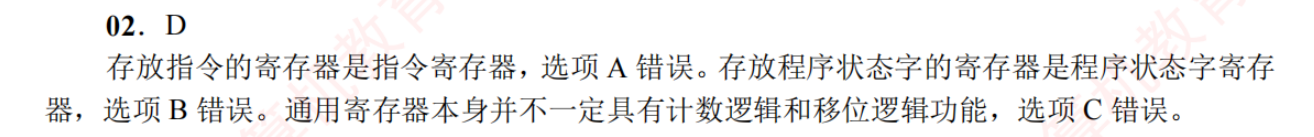 02. D
存放指令的寄存器是指令寄存器，选项 A 错误。存放程序状态字的寄存器是程序状态字寄存
器，选项 B 错误。通用寄存器本身并不一定具有计数逻辑和移位逻辑功能，选项 C 错误。